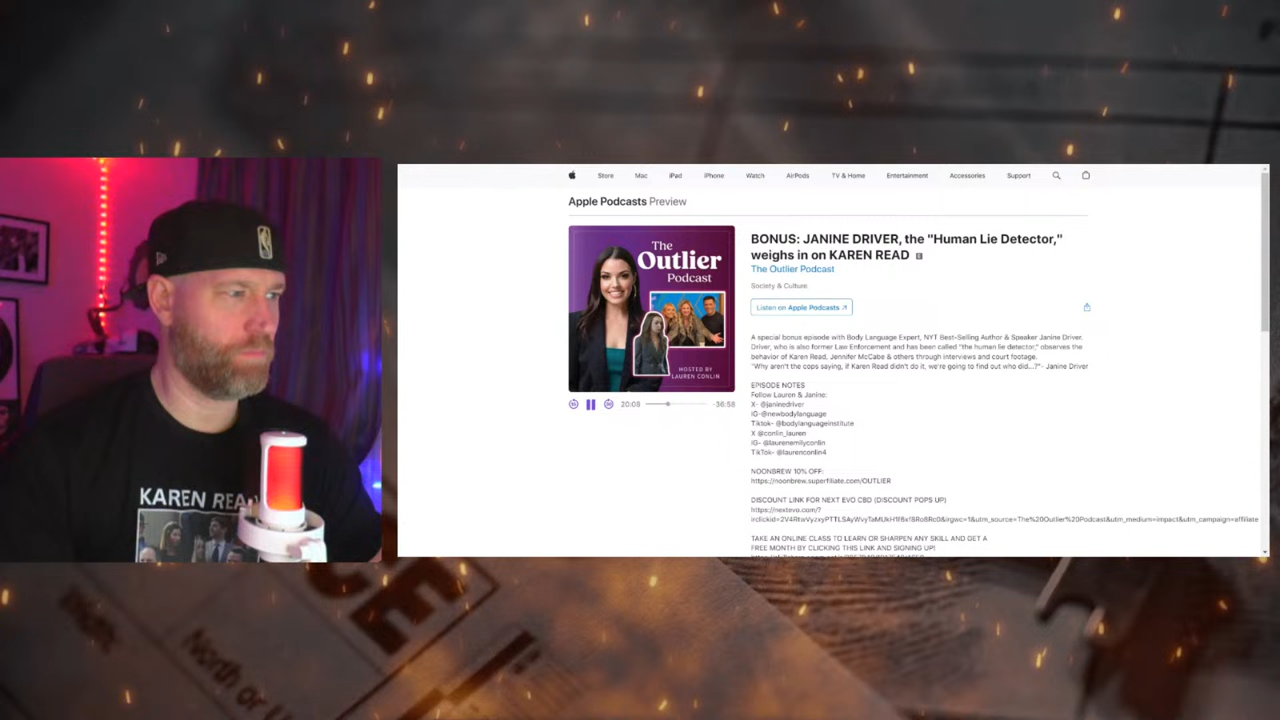 Store Mac iPad iPhone Watch AirPods TV & Home Entertainment Accessories Support
Apple Podcasts Preview
The
Outlier
Podcast
HOSTED BY
LAUREN CONLIN
20:08 -36:58
BONUS: JANINE DRIVER, the "Human Lie Detector,"
weighs in on KAREN READ E
The Outlier Podcast
Society & Culture
Listen on Apple Podcasts ↗
A special bonus episode with Body Language Expert, NYT Best-Selling Author & Speaker Janine Driver.
Driver, who is also former Law Enforcement and has been called "the human lie detector," observes the
behavior of Karen Read, Jennifer McCabe & others through interviews and court footage.
"Why aren't the cops saying, if Karen Read didn't do it, we're going to find out who did...?"- Janine Driver
EPISODE NOTES
Follow Lauren & Janine:
X- @janinedriver
IG-@newbodylanguage
Tiktok- @bodylanguageinstitute
X @conlin_lauren
IG- @laurenemilyconlin
TikTok- @laurenconlin4
NOONBREW 10% OFF:
https://noonbrew.superfiliate.com/OUTLIER
DISCOUNT LINK FOR NEXT EVO CBD (DISCOUNT POPS UP)
https://nextevo.com/?
TAKE AN ONLINE CLASS TO LEARN OR SHARPEN ANY SKILL AND GET A
FREE MONTH BY CLICKING THIS LINK AND SIGNING UP!
KAREN REA
North or